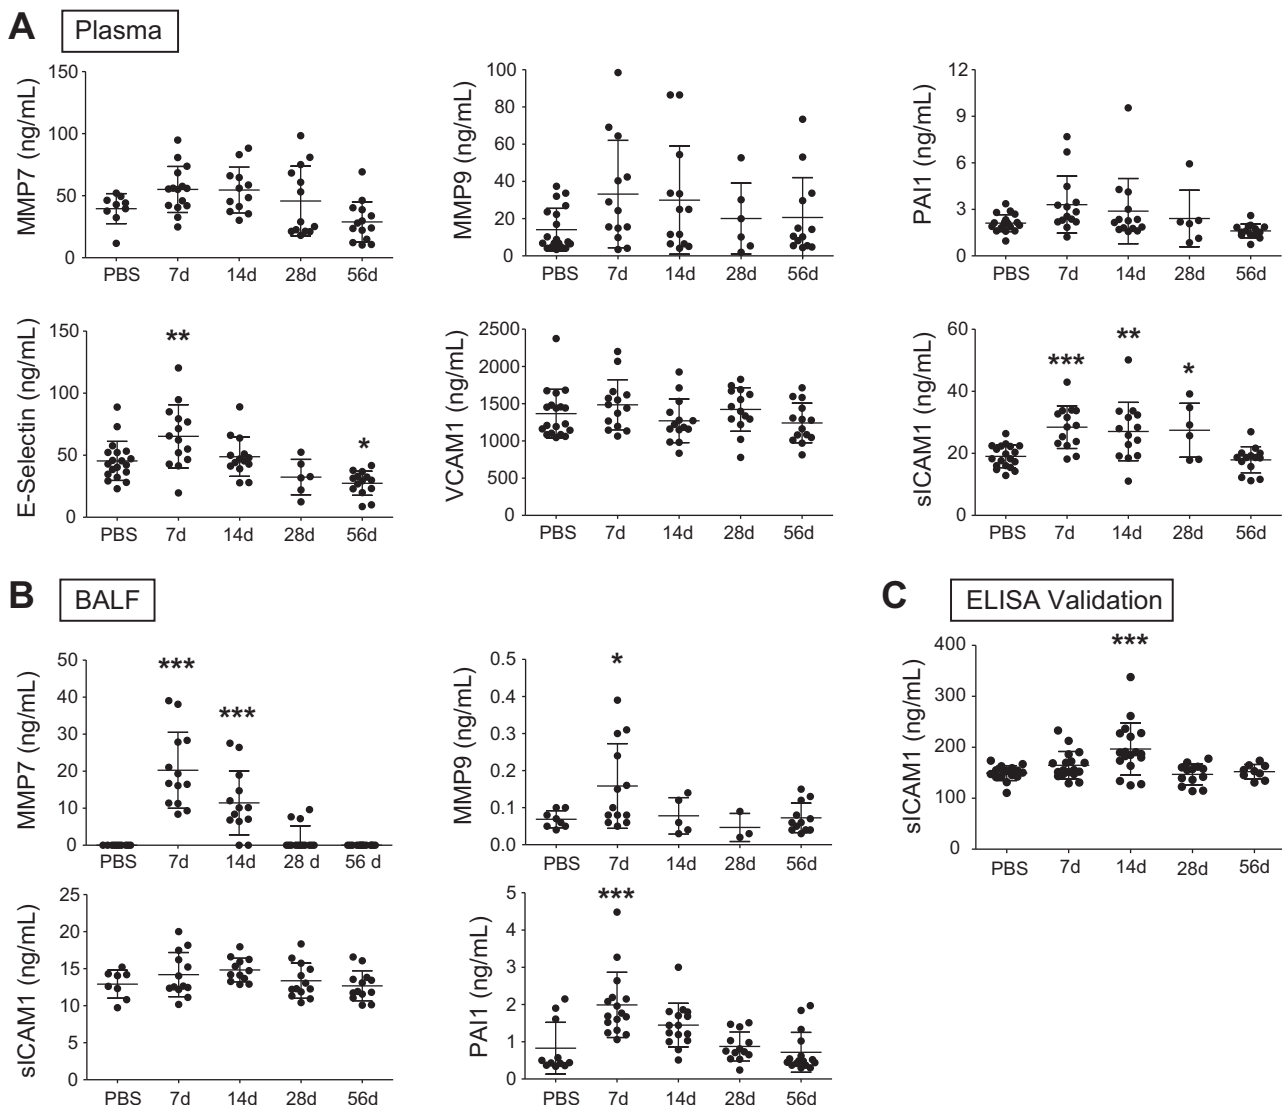 A Plasma
MMP7 (ng/mL)
150
100
50
0
PBS 7d 14d 28d 56d
MMP9 (ng/mL)
100
80
60
40
20
0
PBS 7d 14d 28d 56d
PAI1 (ng/mL)
12
9
6
3
0
PBS 7d 14d 28d 56d
E-Selectin (ng/mL)
150
100
50
0
** *
PBS 7d 14d 28d 56d
VCAM1 (ng/mL)
2500
2000
1500
1000
500
0
PBS 7d 14d 28d 56d
sICAM1 (ng/mL)
60
40
20
0
*** ** *
PBS 7d 14d 28d 56d
B BALF
MMP7 (ng/mL)
50
40
30
20
10
0
*** ***
PBS 7d 14d 28 d 56 d
MMP9 (ng/mL)
0.5
0.4
0.3
0.2
0.1
0.0
*
PBS 7d 14d 28d 56d
sICAM1 (ng/mL)
25
20
15
10
5
0
PBS 7d 14d 28d 56d
PAI1 (ng/mL)
5
4
3
2
1
0
***
PBS 7d 14d 28d 56d
C ELISA Validation
sICAM1 (ng/mL)
400
300
200
100
0
***
PBS 7d 14d 28d 56d